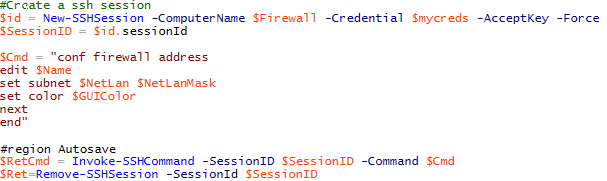 #Create a ssh session
$id = New-SSHSession -ComputerName $Firewall -Credential $mycreds -AcceptKey -Force
$SessionID = $id.sessionId
$Cmd = "conf firewall address
edit $Name
set subnet $NetLan $NetLanMask
set color $GUIColor
next
end"
#region Autosave
$RetCmd = Invoke-SSHCommand -SessionID $SessionID -Command $Cmd
$Ret=Remove-SSHSession -SessionId $SessionID